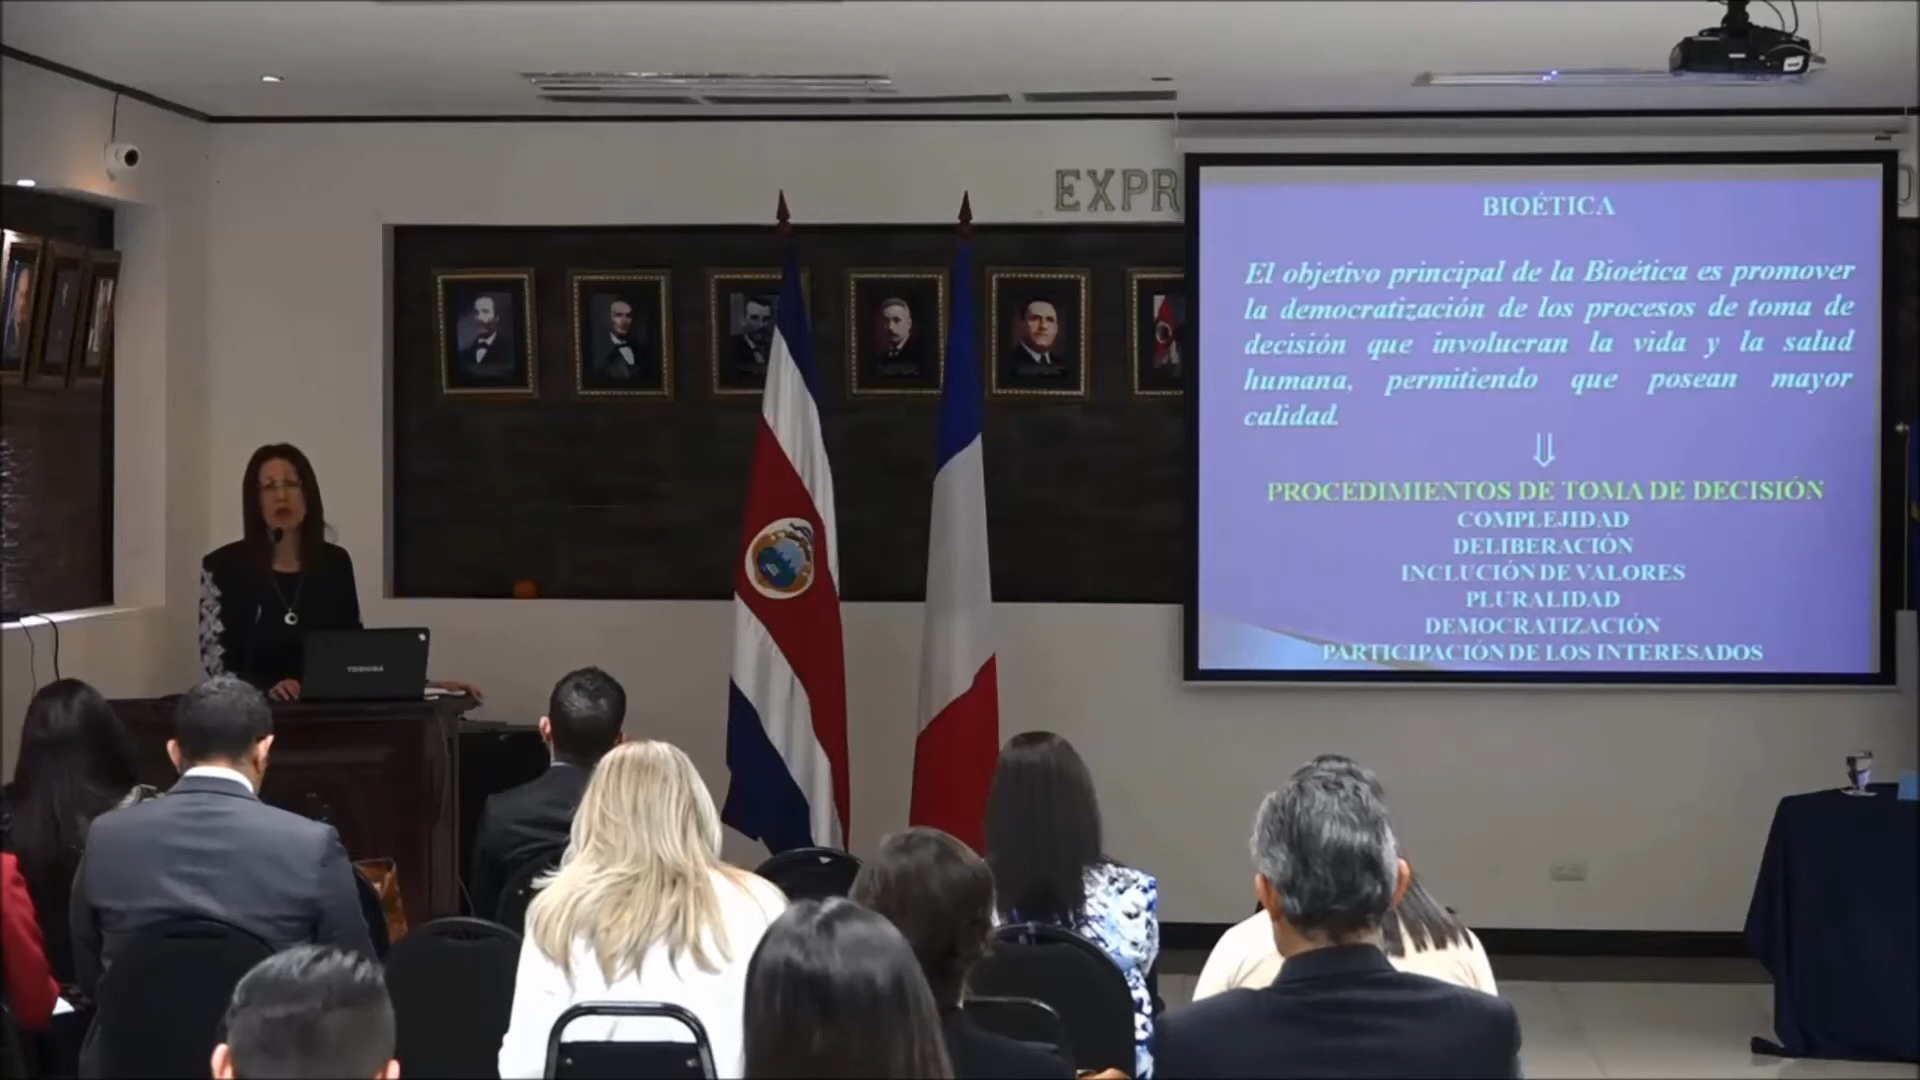 EXPR
BIOÉTICA
El objetivo principal de la Bioética es promover
la democratización de los procesos de toma de
decisión que involucran la vida y la salud
humana, permitiendo que posean mayor
calidad.
PROCEDIMIENTOS DE TOMA DE DECISIÓN
COMPLEJIDAD
DELIBERACIÓN
INCLUCIÓN DE VALORES
PLURALIDAD
DEMOCRATIZACIÓN
PARTICIPACIÓN DE LOS INTERESADOS
TOSHIBA